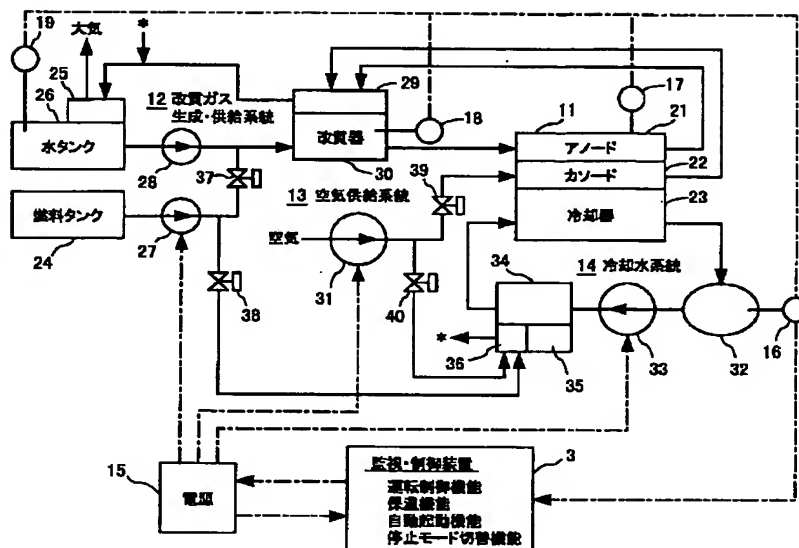 19
大気
*
25
26
水タンク
12 改質ガス
生成・供給系統
28
37
燃料タンク
24
27
38
29
改質器
30
18
17
11
21
アノード
22
カソード
23
冷却器
39
13 空気供給系統
空気
31
40
34
*
36
35
14 冷却水系統
33
32
16
15
電源
3
監視・制御装置
運転制御機能
保温機能
自動起動機能
停止モード切替機能